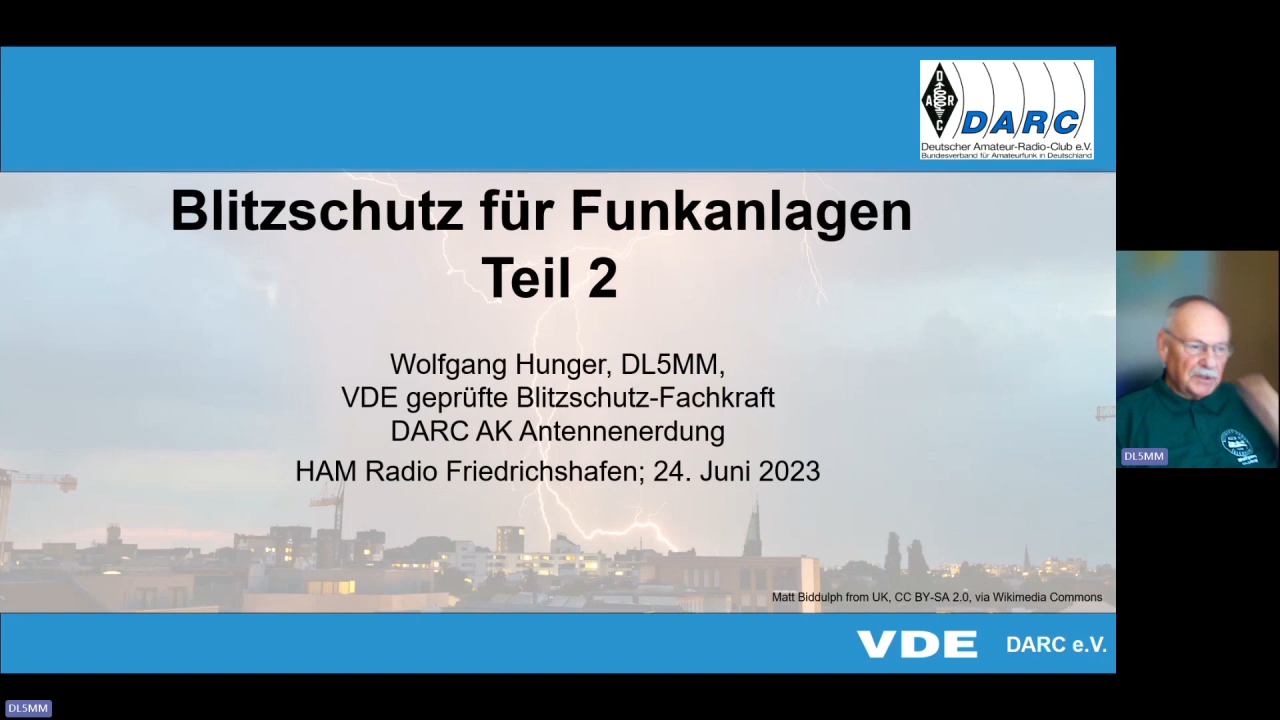 D
A R
C
DARC
Deutscher Amateur-Radio-Club e.V.
Bundesverband für Amateurfunk in Deutschland
Blitzschutz für Funkanlagen
Teil 2
Wolfgang Hunger, DL5MM,
VDE geprüfte Blitzschutz-Fachkraft
DARC AK Antennenerdung
HAM Radio Friedrichshafen; 24. Juni 2023
DL5MM
Matt Biddulph from UK, CC BY-SA 2.0, via Wikimedia Commons
VDE DARC e.V.
DL5MM